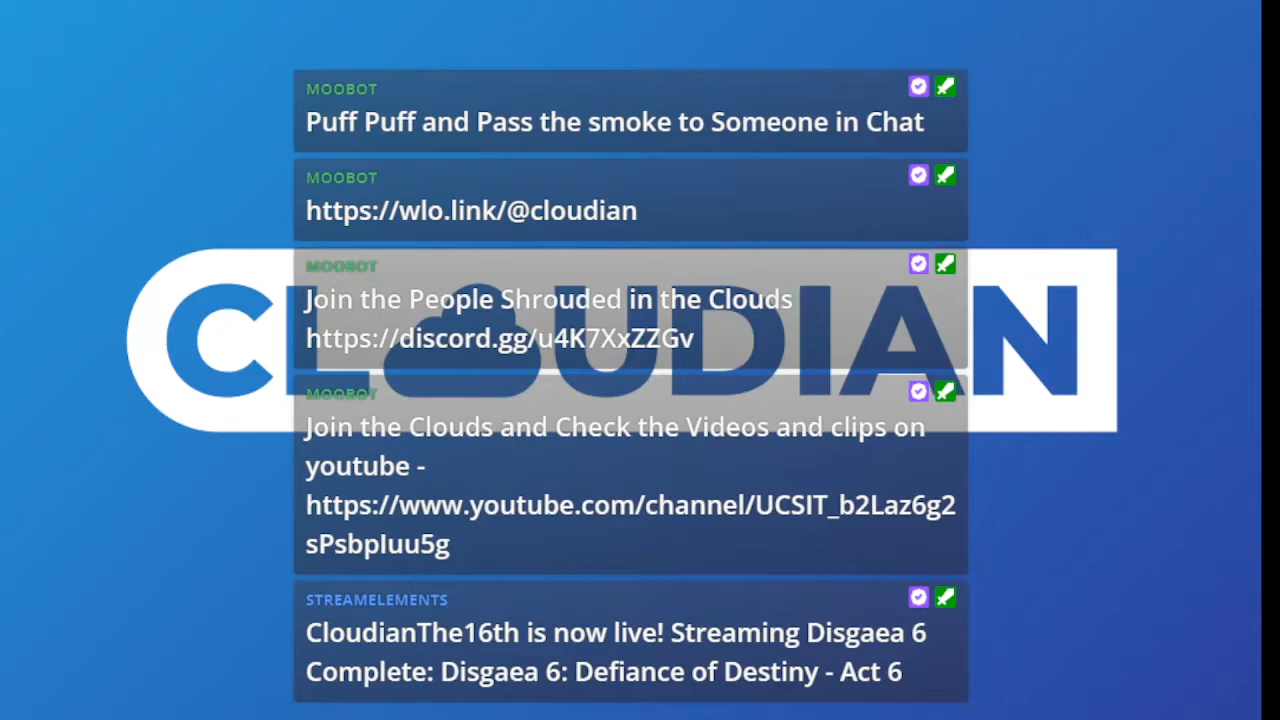 MOOBOT
Puff Puff and Pass the smoke to Someone in Chat
MOOBOT
https://wlo.link/@cloudian
CLOUDIAN
MOOBOT
Join the People Shrouded in the Clouds
https://discord.gg/u4K7XxZZGv
MOOBOT
Join the Clouds and Check the Videos and clips on
youtube -
https://www.youtube.com/channel/UCSIT_b2Laz6g2
sPsbpIuu5g
STREAMELEMENTS
CloudianThe16th is now live! Streaming Disgaea 6
Complete: Disgaea 6: Defiance of Destiny - Act 6